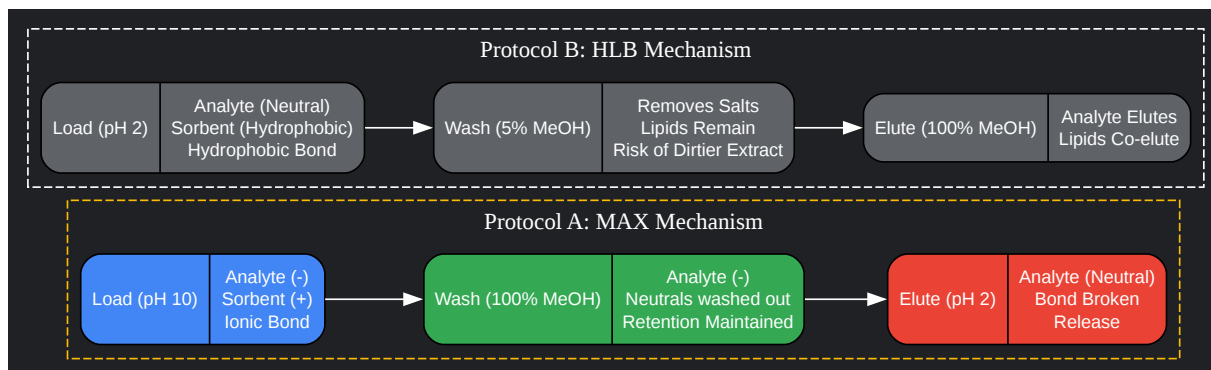 Protocol B: HLB Mechanism
Load (pH 2)
Analyte (Neutral)
Sorbent (Hydrophobic)
Hydrophobic Bond
Wash (5% MeOH)
Removes Salts
Lipids Remain
Risk of Dirtier Extract
Elute (100% MeOH)
Analyte Elutes
Lipids Co-elute
Protocol A: MAX Mechanism
Load (pH 10)
Analyte (-)
Sorbent (+)
Ionic Bond
Wash (100% MeOH)
Analyte (-)
Neutrals washed out
Retention Maintained
Elute (pH 2)
Analyte (Neutral)
Bond Broken
Release